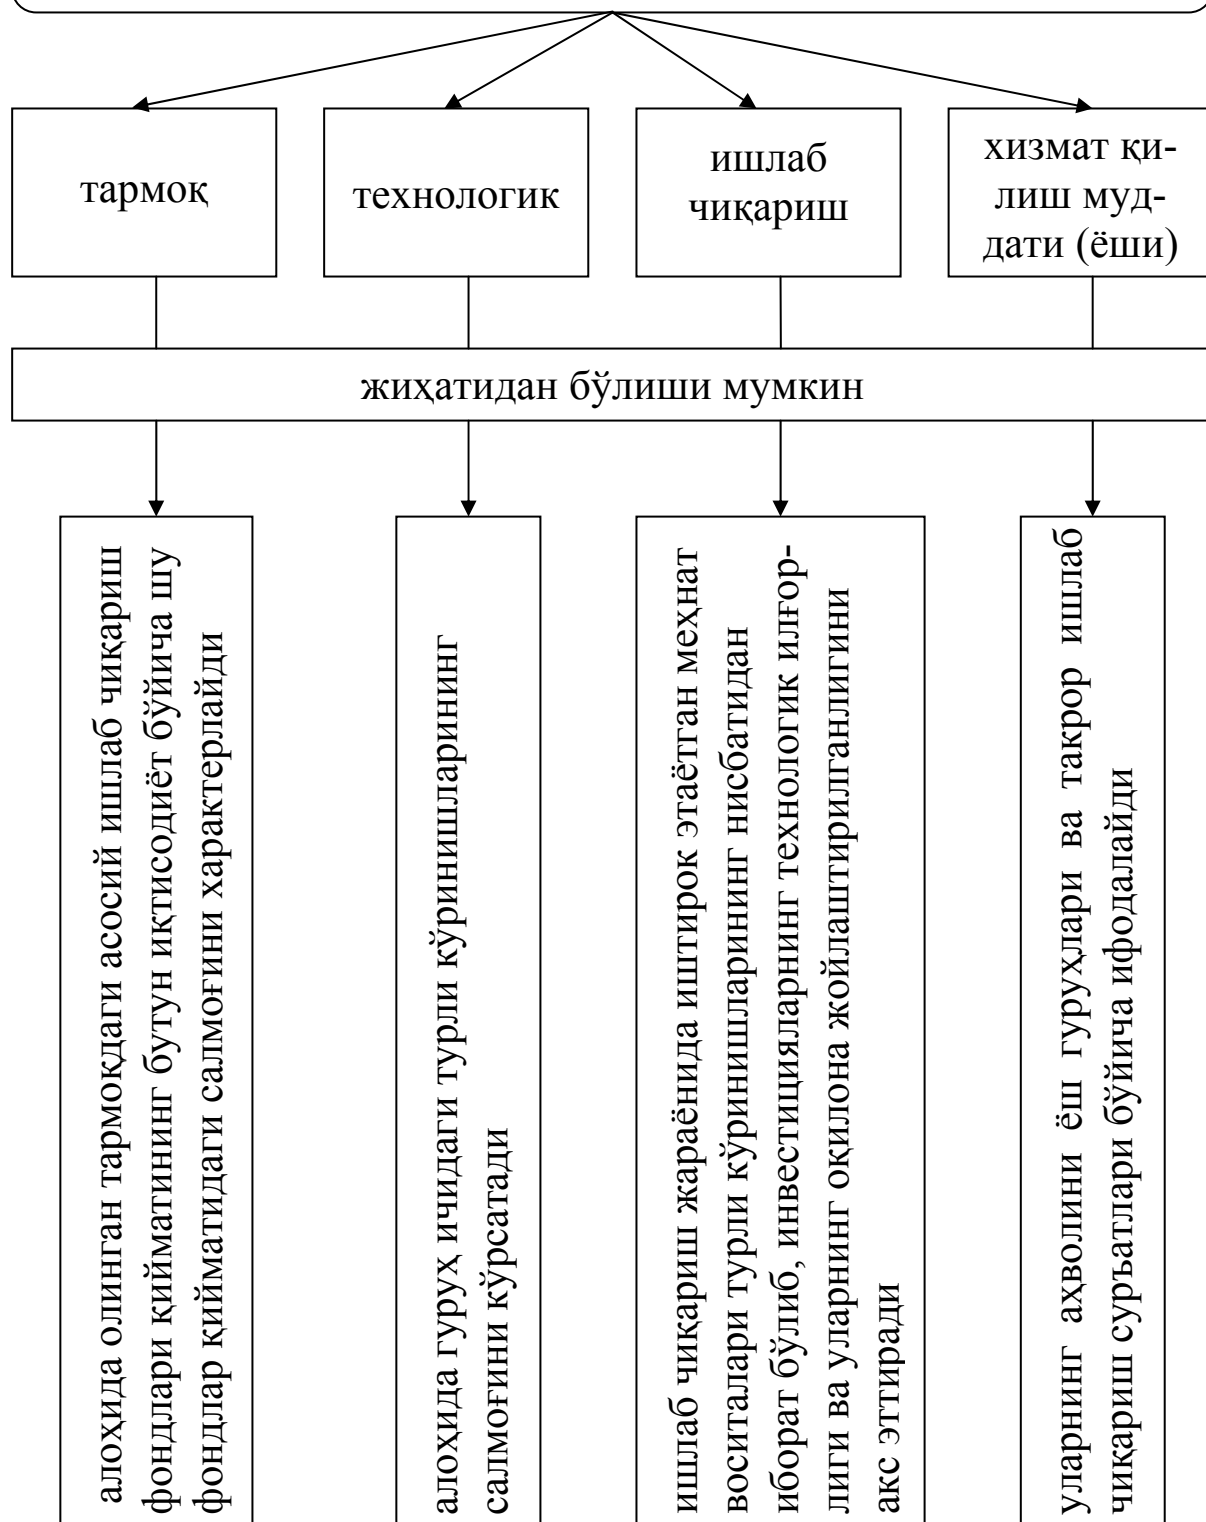 тармоқ
технологик
ишлаб
чиқариш
хизмат қи-
лиш муд-
дати (ёши)
жиҳатидан бўлиши мумкин
алоҳида олинган тармоқдаги асосий ишлаб чиқариш
фондлари қийматининг бутун иқтисодиёт бўйича шу
фондлар қийматидаги салмоғини характерлайди
алоҳида гуруҳ ичидаги турли кўринишларининг
салмоғини кўрсатади
ишлаб чиқариш жараёнида иштирок этаётган меҳнат
воситалари турли кўринишларининг нисбатидан
иборат бўлиб, инвестицияларнинг технологик илғор-
лиги ва уларнинг оқилона жойлаштирилганлигини
акс эттиради
уларнинг аҳволини ёш гуруҳлари ва такрор ишлаб
чиқариш суръатлари бўйича ифодалайди